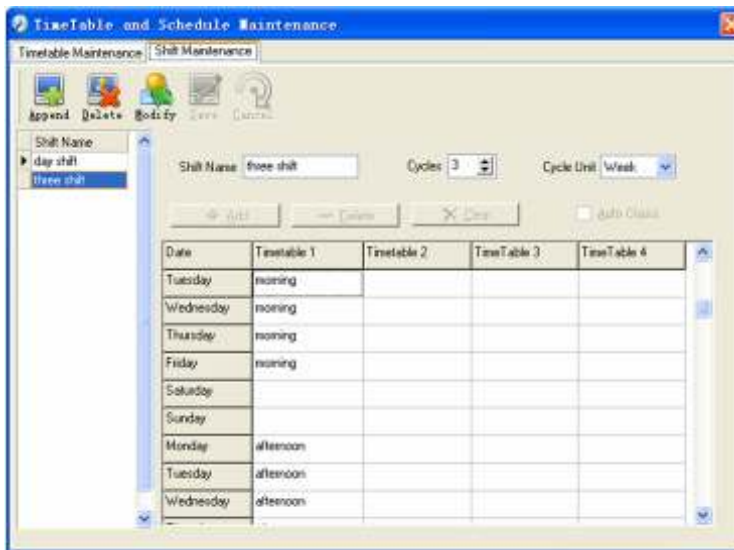 TimeTable and Schedule Maintenance
Timetable Maintenance Shift Maintenance
Append Delete Modify Save Cancel
Shift Name
day shift
three shift
Shift Name three shift Cycles 3 Cycle Unit Week
Add Delete Clear Auto Class
Date Timetable 1 Timetable 2 TimeTable 3 TimeTable 4
Tuesday morning
Wednesday morning
Thursday morning
Friday morning
Saturday
Sunday
Monday afternoon
Tuesday afternoon
Wednesday afternoon